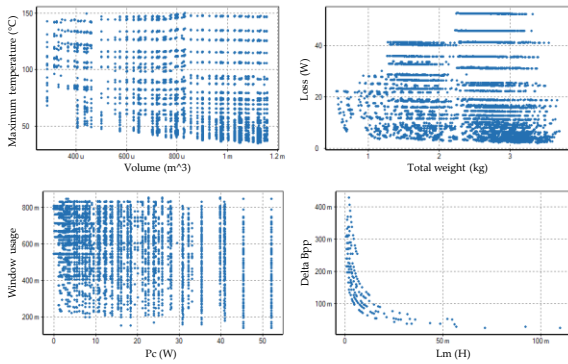 150
100
50
Maximum temperature (°C)
400 u
600 u
800 u
1 m
1.2 m
Volume (m^3)
40
20
0
Loss (W)
1
2
3
Total weight (kg)
800 m
600 m
400 m
200 m
Window usage
0
10
20
30
40
50
Pc (W)
400 m
300 m
200 m
100 m
Delta Bpp
0
50 m
100 m
Lm (H)